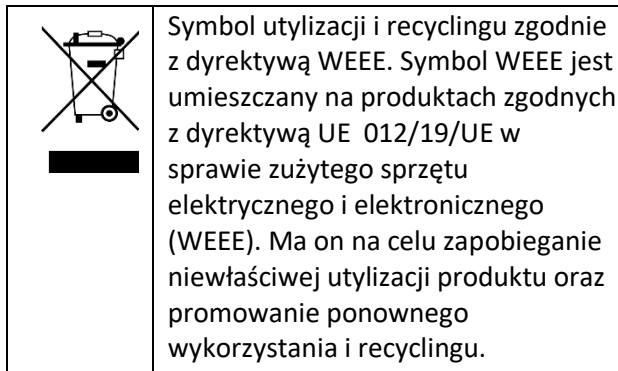 Symbol utylizacji i recyclingu zgodnie
z dyrektywą WEEE. Symbol WEEE jest
umieszczany na produktach zgodnych
z dyrektywą UE  012/19/UE w
sprawie zużytego sprzętu
elektrycznego i elektronicznego
(WEEE). Ma on na celu zapobieganie
niewłaściwej utylizacji produktu oraz
promowanie ponownego
wykorzystania i recyclingu.